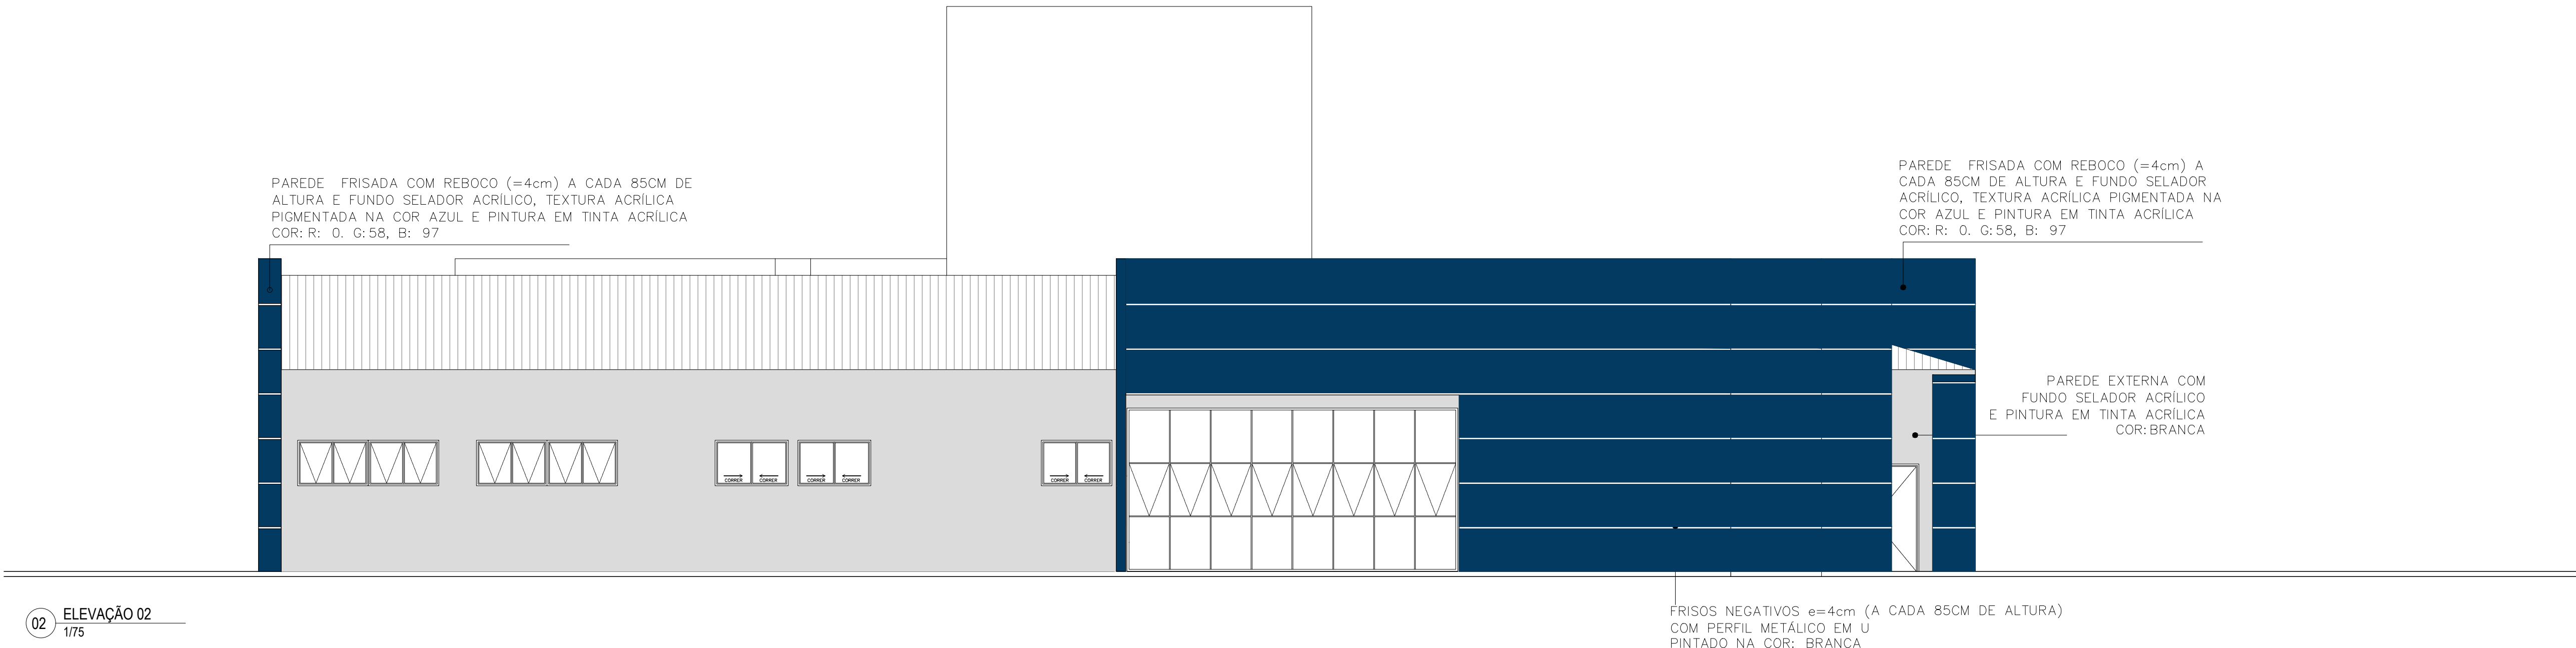 PAREDE FRISADA COM REBOCO (=4cm) A CADA 85CM DE
ALTURA E FUNDO SELADOR ACRÍLICO, TEXTURA ACRÍLICA
PIGMENTADA NA COR AZUL E PINTURA EM TINTA ACRÍLICA
COR: R: 0. G:58, B: 97
PAREDE FRISADA COM REBOCO (=4cm) A
CADA 85CM DE ALTURA E FUNDO SELADOR
ACRÍLICO, TEXTURA ACRÍLICA PIGMENTADA NA
COR AZUL E PINTURA EM TINTA ACRÍLICA
COR: R: 0. G:58, B: 97
PAREDE EXTERNA COM
FUNDO SELADOR ACRÍLICO
E PINTURA EM TINTA ACRÍLICA
COR:BRANCA
CORRER CORRER CORRER CORRER CORRER CORRER
FRISOS NEGATIVOS e=4cm (A CADA 85CM DE ALTURA)
COM PERFIL METÁLICO EM U
PINTADO NA COR: BRANCA
02 ELEVAÇÃO 02
1/75